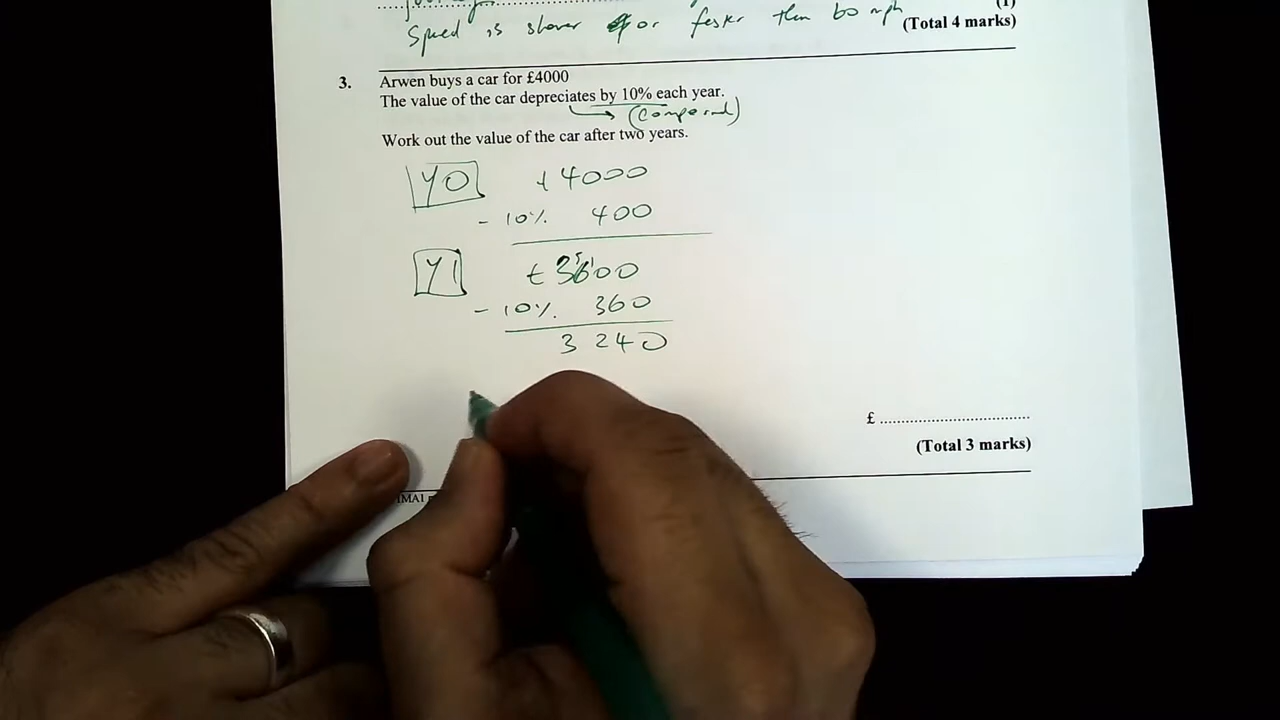 (1)
Speed is slower or faster than 60 mph
(Total 4 marks)
3. Arwen buys a car for £4000
The value of the car depreciates by 10% each year.
(Compound)
Work out the value of the car after two years.
Y0 £4000
- 10% 400
Y1 £3600
- 10% 360
3240
£
(Total 3 marks)